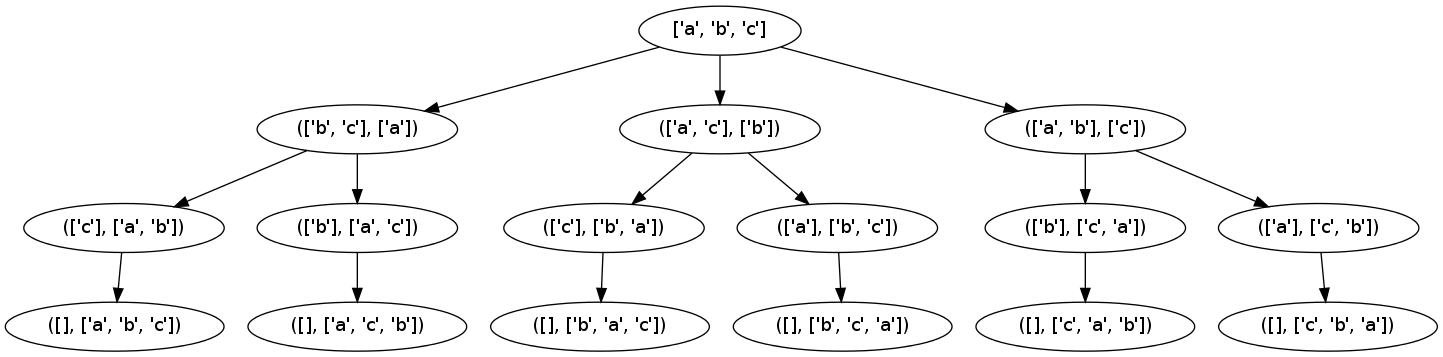 ['a', 'b', 'c']
(['b', 'c'], ['a'])
(['a', 'c'], ['b'])
(['a', 'b'], ['c'])
(['c'], ['a', 'b'])
(['b'], ['a', 'c'])
(['c'], ['b', 'a'])
(['a'], ['b', 'c'])
(['b'], ['c', 'a'])
(['a'], ['c', 'b'])
([], ['a', 'b', 'c'])
([], ['a', 'c', 'b'])
([], ['b', 'a', 'c'])
([], ['b', 'c', 'a'])
([], ['c', 'a', 'b'])
([], ['c', 'b', 'a'])